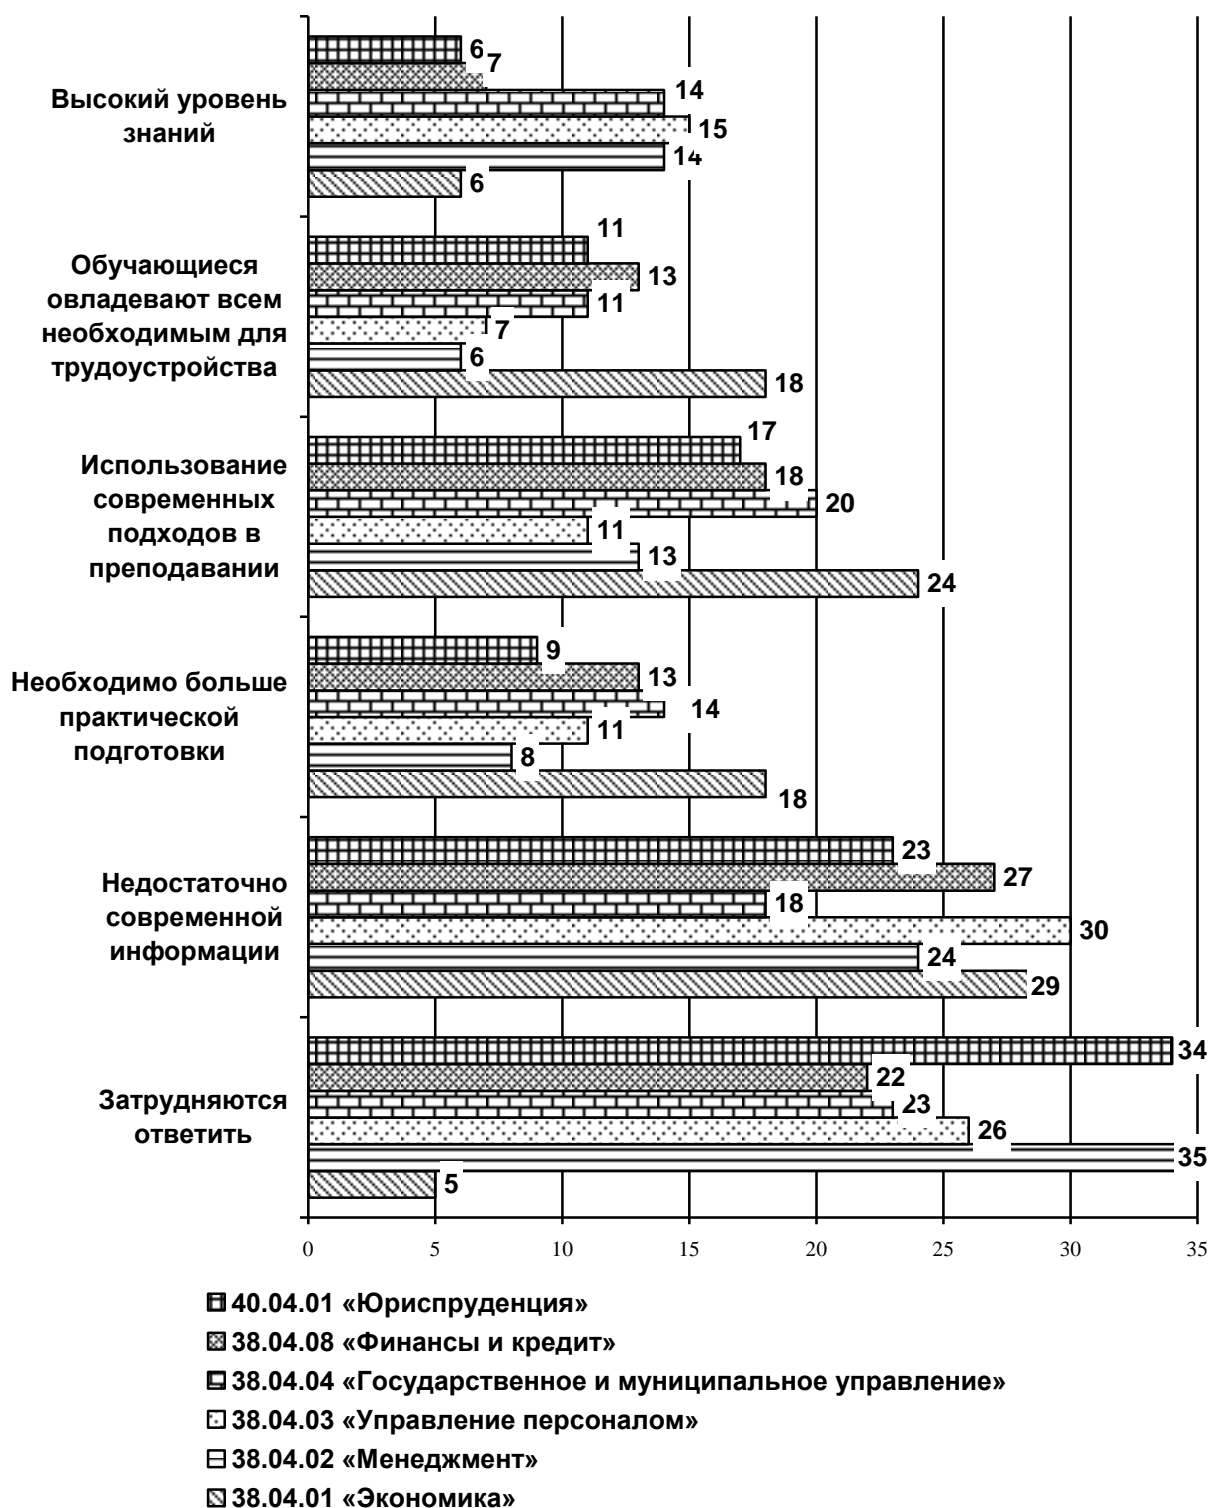 6
7
14
Высокий уровень
знаний
15
14
6
11
Обучающиеся
овладевают всем
необходимым для
трудоустройства
13
11
7
6
18
17
Использование
современных
подходов в
преподавании
18
20
11
13
24
9
Необходимо больше
практической
подготовки
13
14
11
8
18
23
Недостаточно
современной
информации
27
18
30
24
29
34
Затрудняются
ответить
22
23
26
35
5
0 5 10 15 20 25 30 35
40.04.01 «Юриспруденция»
38.04.08 «Финансы и кредит»
38.04.04 «Государственное и муниципальное управление»
38.04.03 «Управление персоналом»
38.04.02 «Менеджмент»
38.04.01 «Экономика»